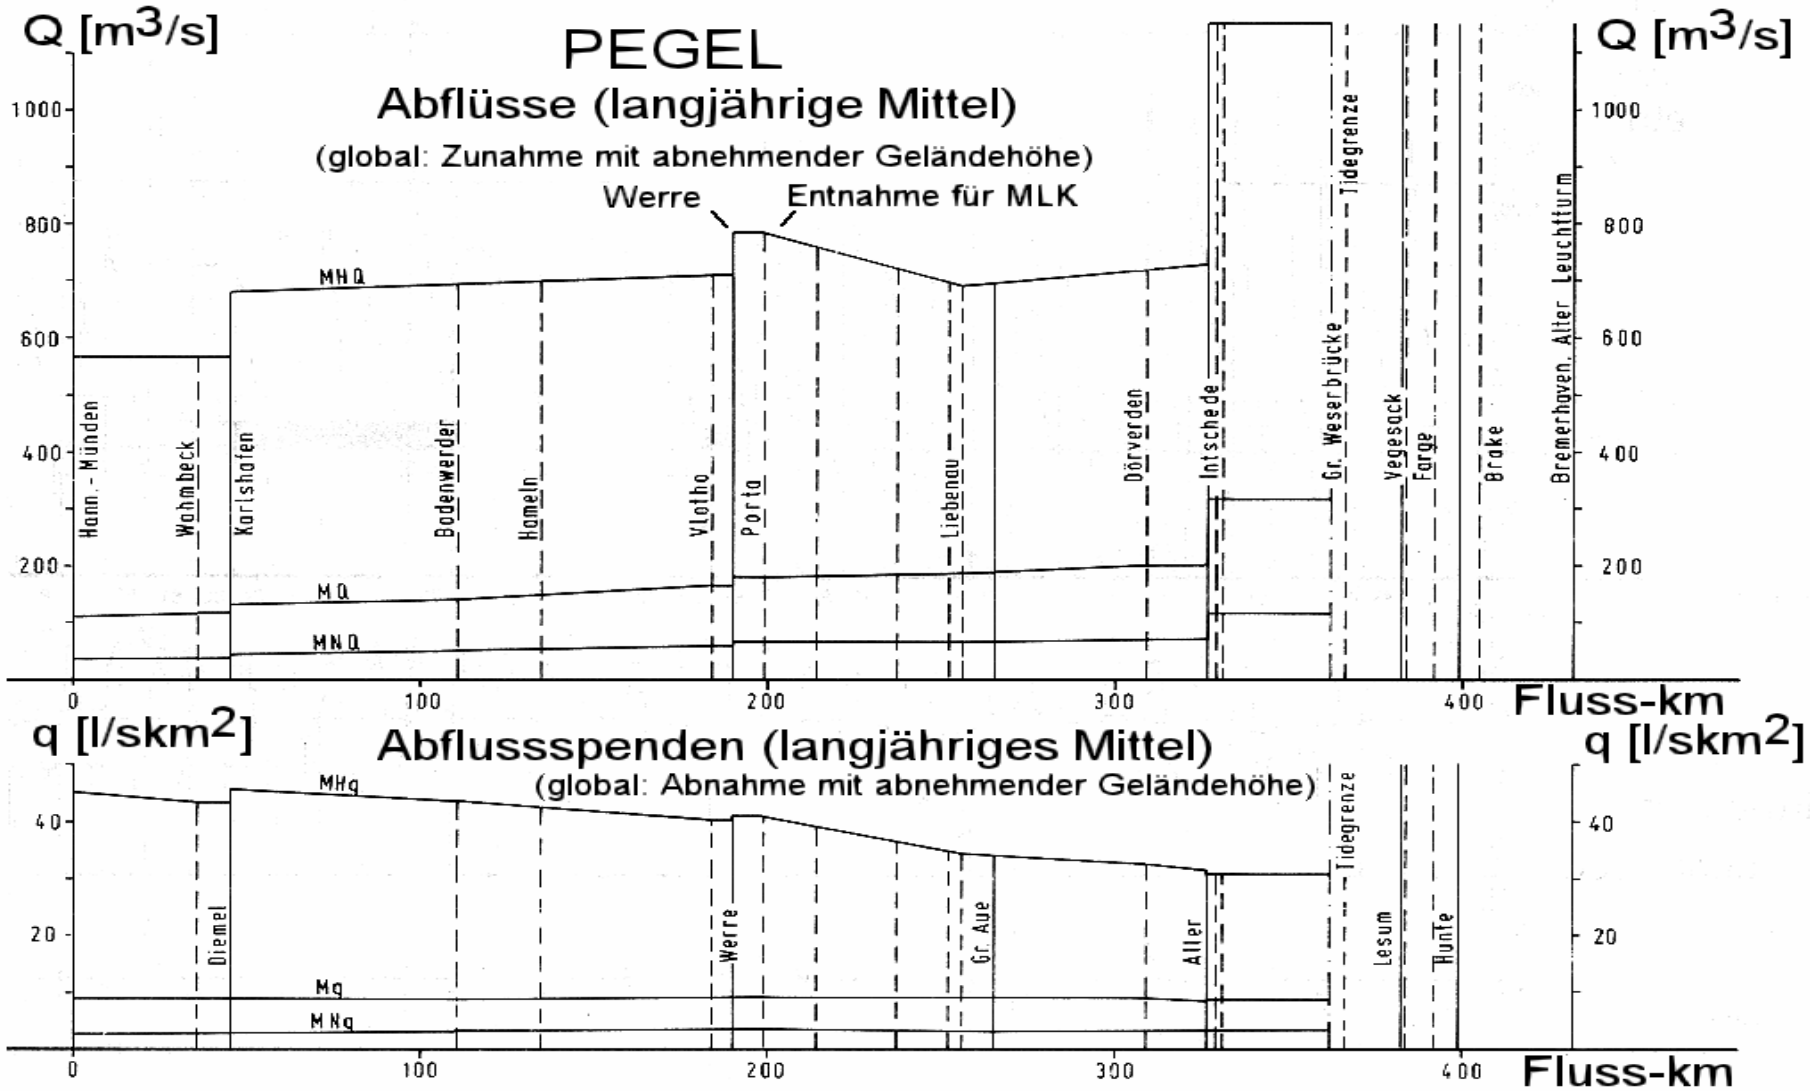 Q [m3/s]
PEGEL
Q [m3/s]
Abflüsse (langjährige Mittel)
(global: Zunahme mit abnehmender Geländehöhe)
Werre
Entnahme für MLK
1000
800
600
400
200
1000
800
600
400
200
MHQ
MQ
MNQ
Hann.-Münden
Wahmbeck
Karlshafen
Bodenwerder
Hameln
Vlotho
Porta
Liebenau
Dörverden
Intschede
Gr. Weserbrücke
Tidegrenze
Vegesack
Farge
Brake
Bremerhaven, Alter Leuchtturm
0
100
200
300
400
Fluss-km
q [l/skm2]
Abflussspenden (langjähriges Mittel)
q [l/skm2]
(global: Abnahme mit abnehmender Geländehöhe)
40
20
40
20
MHq
Mq
MNq
Diemel
Werre
Gr. Aue
Aller
Tidegrenze
Lesum
Hunte
0
100
200
300
400
Fluss-km